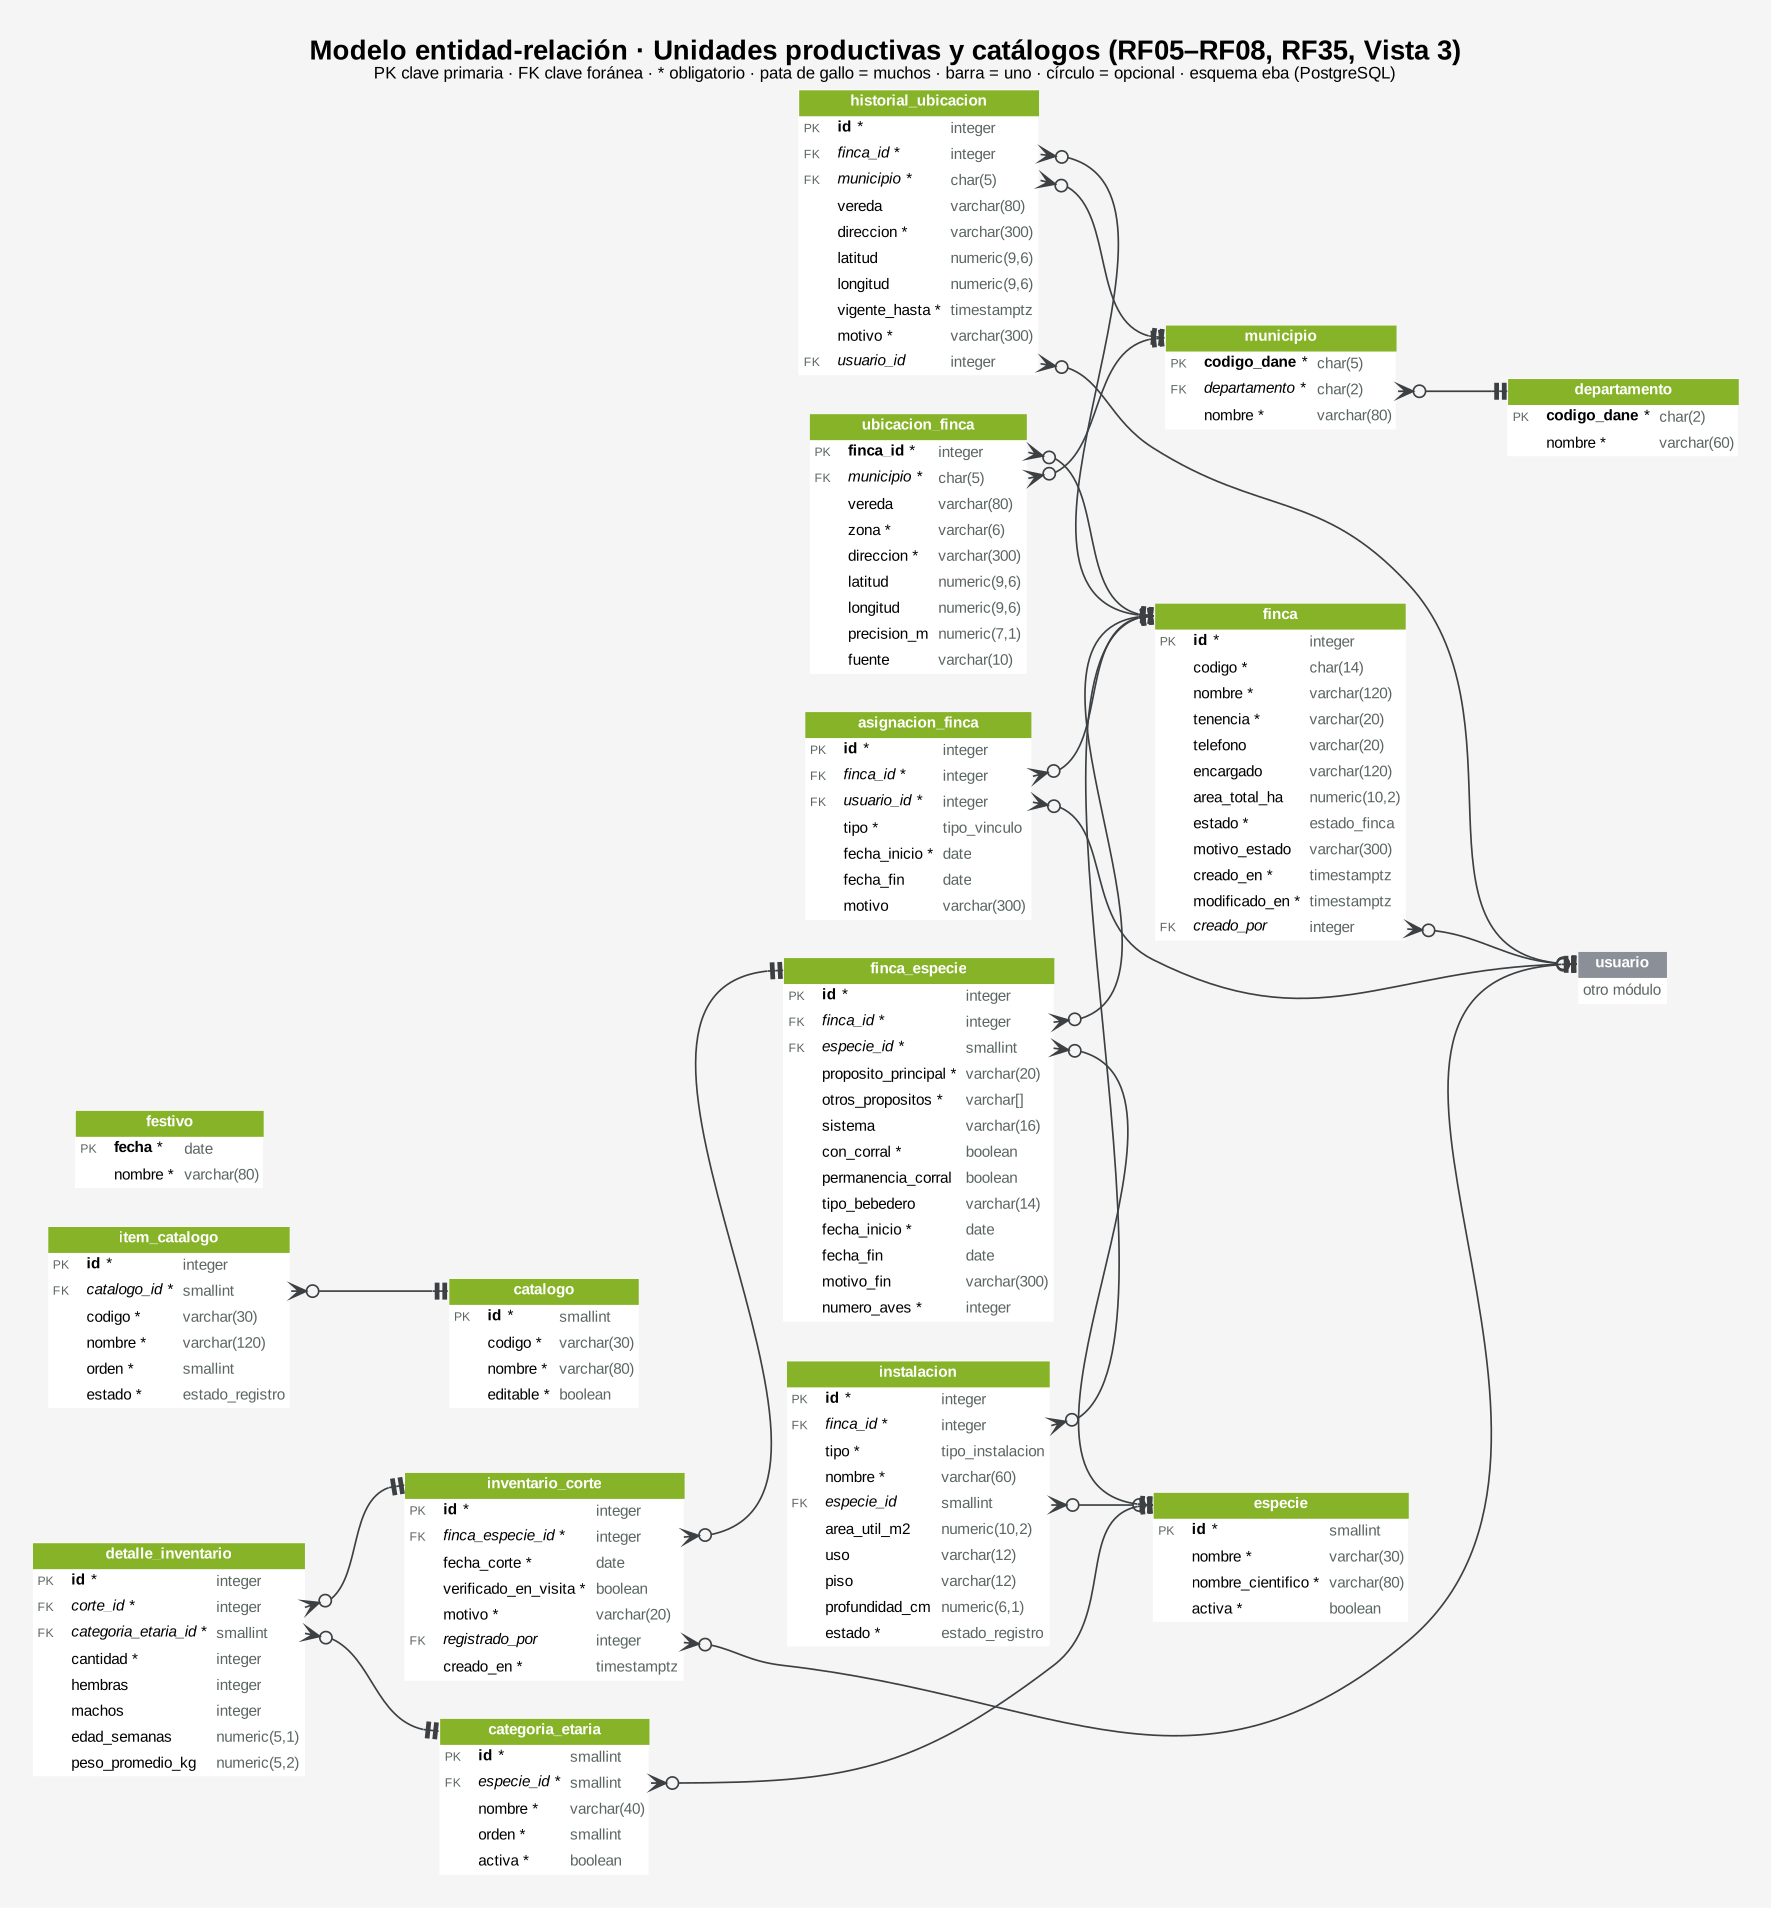 Modelo entidad-relación · Unidades productivas y catálogos (RF05–RF08, RF35, Vista 3)
PK clave primaria · FK clave foránea · * obligatorio · pata de gallo = muchos · barra = uno · círculo = opcional · esquema eba (PostgreSQL)
historial_ubicacion
PK id * integer
FK finca_id * integer
FK municipio * char(5)
vereda varchar(80)
direccion * varchar(300)
latitud numeric(9,6)
longitud numeric(9,6)
vigente_hasta * timestamptz
motivo * varchar(300)
FK usuario_id integer
municipio
PK codigo_dane * char(5)
FK departamento * char(2)
nombre * varchar(80)
departamento
PK codigo_dane * char(2)
nombre * varchar(60)
ubicacion_finca
PK finca_id * integer
FK municipio * char(5)
vereda varchar(80)
zona * varchar(6)
direccion * varchar(300)
latitud numeric(9,6)
longitud numeric(9,6)
precision_m numeric(7,1)
fuente varchar(10)
finca
PK id * integer
codigo * char(14)
nombre * varchar(120)
tenencia * varchar(20)
telefono varchar(20)
encargado varchar(120)
area_total_ha numeric(10,2)
estado * estado_finca
motivo_estado varchar(300)
creado_en * timestamptz
modificado_en * timestamptz
FK creado_por integer
asignacion_finca
PK id * integer
FK finca_id * integer
FK usuario_id * integer
tipo * tipo_vinculo
fecha_inicio * date
fecha_fin date
motivo varchar(300)
usuario
otro módulo
finca_especie
PK id * integer
FK finca_id * integer
FK especie_id * smallint
proposito_principal * varchar(20)
otros_propositos * varchar[]
sistema varchar(16)
con_corral * boolean
permanencia_corral boolean
tipo_bebedero varchar(14)
fecha_inicio * date
fecha_fin date
motivo_fin varchar(300)
numero_aves * integer
festivo
PK fecha * date
nombre * varchar(80)
item_catalogo
PK id * integer
FK catalogo_id * smallint
codigo * varchar(30)
nombre * varchar(120)
orden * smallint
estado * estado_registro
catalogo
PK id * smallint
codigo * varchar(30)
nombre * varchar(80)
editable * boolean
instalacion
PK id * integer
FK finca_id * integer
tipo * tipo_instalacion
nombre * varchar(60)
FK especie_id smallint
area_util_m2 numeric(10,2)
uso varchar(12)
piso varchar(12)
profundidad_cm numeric(6,1)
estado * estado_registro
inventario_corte
PK id * integer
FK finca_especie_id * integer
fecha_corte * date
verificado_en_visita * boolean
motivo * varchar(20)
FK registrado_por integer
creado_en * timestamptz
especie
PK id * smallint
nombre * varchar(30)
nombre_cientifico * varchar(80)
activa * boolean
detalle_inventario
PK id * integer
FK corte_id * integer
FK categoria_etaria_id * smallint
cantidad * integer
hembras integer
machos integer
edad_semanas numeric(5,1)
peso_promedio_kg numeric(5,2)
categoria_etaria
PK id * smallint
FK especie_id * smallint
nombre * varchar(40)
orden * smallint
activa * boolean